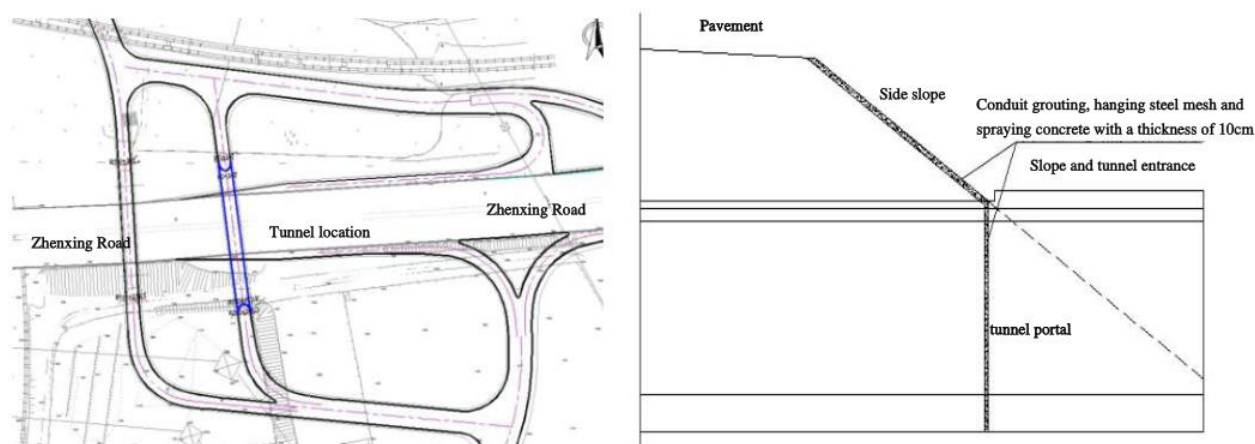 Zhenxing Road
Tunnel location
Zhenxing Road
Pavement
Side slope
Conduit grouting, hanging steel mesh and
spraying concrete with a thickness of 10cm
Slope and tunnel entrance
tunnel portal